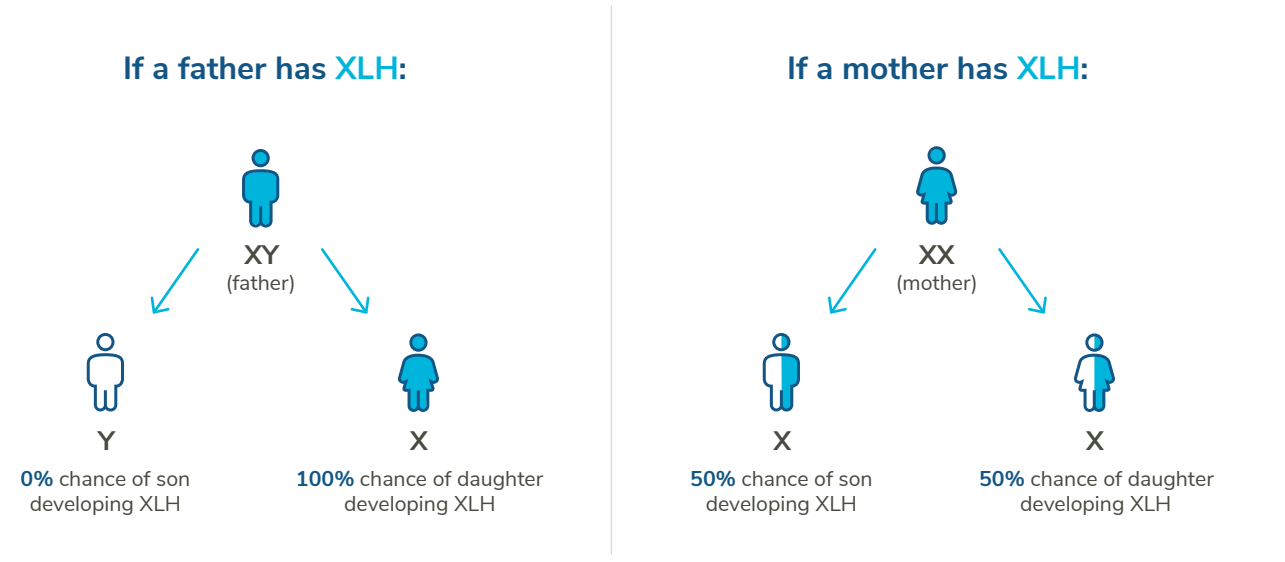 If a father has XLH:
XY
(father)
Y
0% chance of son
developing XLH
X
100% chance of daughter
developing XLH
If a mother has XLH:
XX
(mother)
X
50% chance of son
developing XLH
X
50% chance of daughter
developing XLH